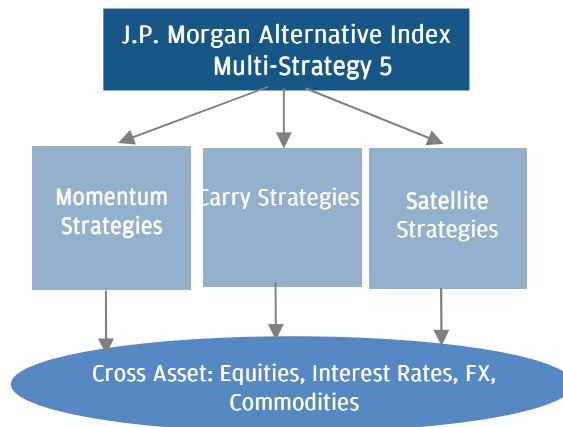 J.P. Morgan Alternative Index
Multi-Strategy 5
Momentum
Strategies
Carry Strategies
Satellite
Strategies
Cross Asset: Equities, Interest Rates, FX,
Commodities